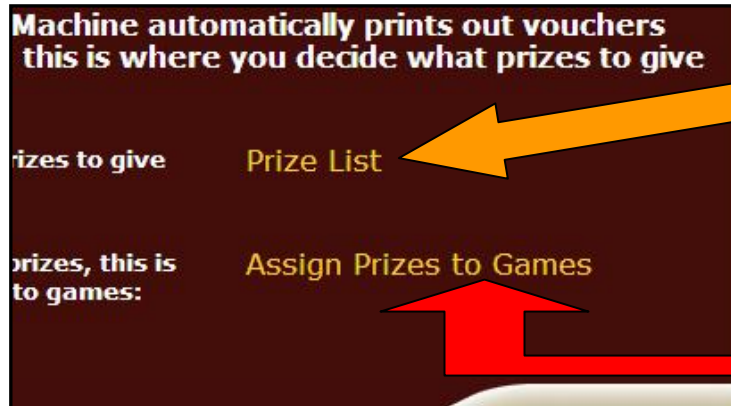 Machine automatically prints out vouchers
this is where you decide what prizes to give
rizes to give
Prize List
prizes, this is
to games:
Assign Prizes to Games